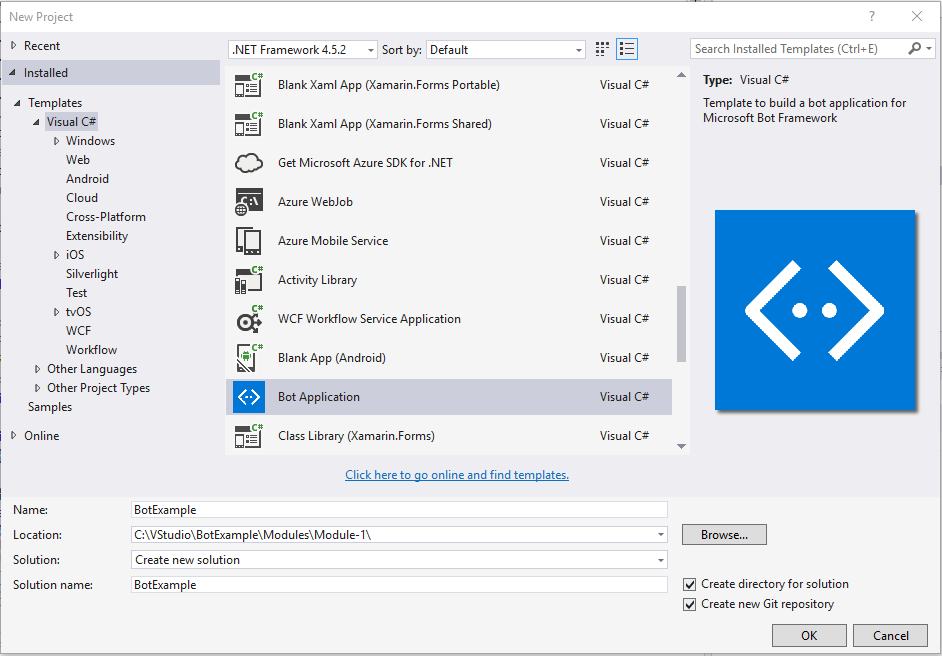 New Project
Recent
.NET Framework 4.5.2 Sort by: Default
Search Installed Templates (Ctrl+E)
Installed
Templates
Visual C#
Windows
Web
Android
Cloud
Cross-Platform
Extensibility
iOS
Silverlight
Test
tvOS
WCF
Workflow
Other Languages
Other Project Types
Samples
Online
Blank Xaml App (Xamarin.Forms Portable) Visual C#
Blank Xaml App (Xamarin.Forms Shared) Visual C#
Get Microsoft Azure SDK for .NET Visual C#
Azure WebJob Visual C#
Azure Mobile Service Visual C#
Activity Library Visual C#
WCF Workflow Service Application Visual C#
Blank App (Android) Visual C#
Bot Application Visual C#
Class Library (Xamarin.Forms) Visual C#
Click here to go online and find templates.
Type: Visual C#
Template to build a bot application for
Microsoft Bot Framework
Name: BotExample
Location: C:\VStudio\BotExample\Modules\Module-1\ Browse...
Solution: Create new solution
Solution name: BotExample
Create directory for solution
Create new Git repository
OK Cancel